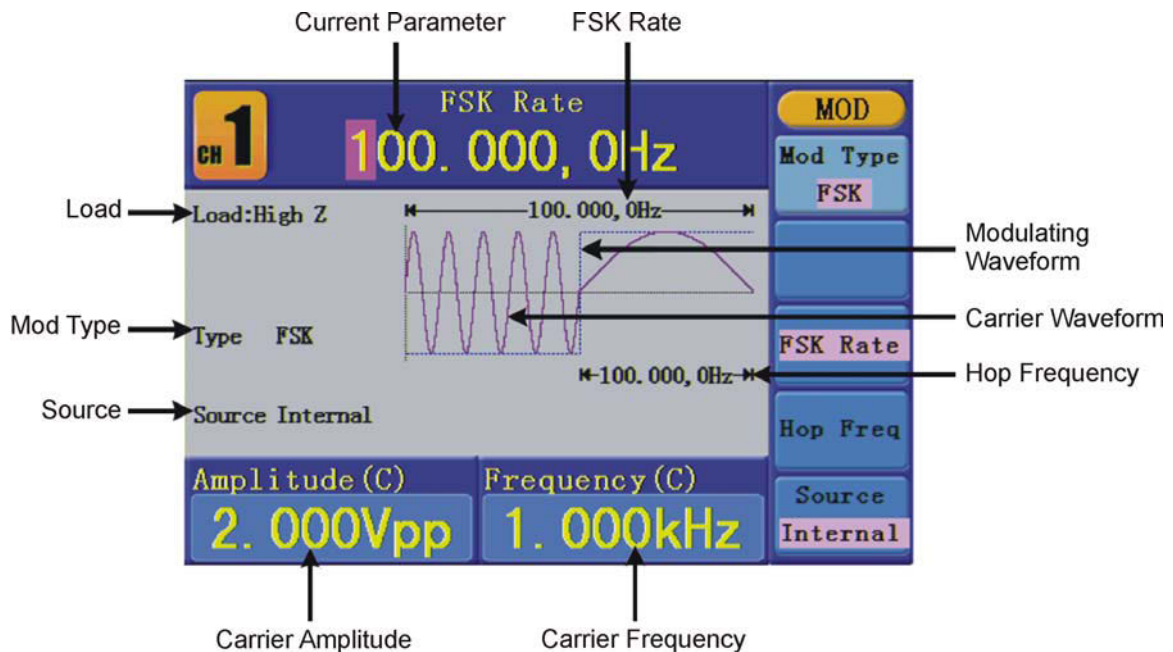 Current Parameter
FSK Rate
CH 1
FSK Rate
100.000,0Hz
MOD
Mod Type
FSK
Load
Load:High Z
100.000,0Hz
Modulating
Waveform
Carrier Waveform
Mod Type
Type FSK
FSK Rate
100.000,0Hz
Hop Frequency
Source
Source Internal
Hop Freq
Amplitude(C)
2.000Vpp
Frequency(C)
1.000kHz
Source
Internal
Carrier Amplitude
Carrier Frequency